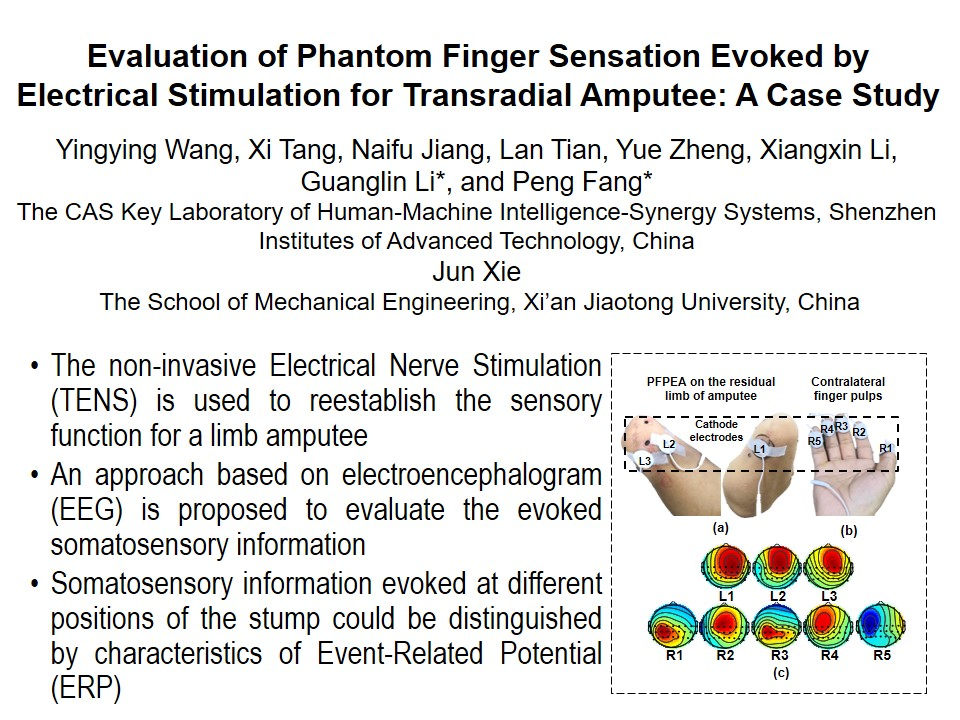 Evaluation of Phantom Finger Sensation Evoked by
Electrical Stimulation for Transradial Amputee: A Case Study
Yingying Wang, Xi Tang, Naifu Jiang, Lan Tian, Yue Zheng, Xiangxin Li,
Guanglin Li*, and Peng Fang*
The CAS Key Laboratory of Human-Machine Intelligence-Synergy Systems, Shenzhen
Institutes of Advanced Technology, China
Jun Xie
The School of Mechanical Engineering, Xi’an Jiaotong University, China
• The non-invasive Electrical Nerve Stimulation
(TENS) is used to reestablish the sensory
function for a limb amputee
• An approach based on electroencephalogram
(EEG) is proposed to evaluate the evoked
somatosensory information
• Somatosensory information evoked at different
positions of the stump could be distinguished
by characteristics of Event-Related Potential
(ERP)
PFPEA on the residual
limb of amputee
Contralateral
finger pulps
Cathode
electrodes
L3
L2
L1
R5
R4
R3
R2
R1
(a)
(b)
L1 L2 L3
R1 R2 R3 R4 R5
(c)